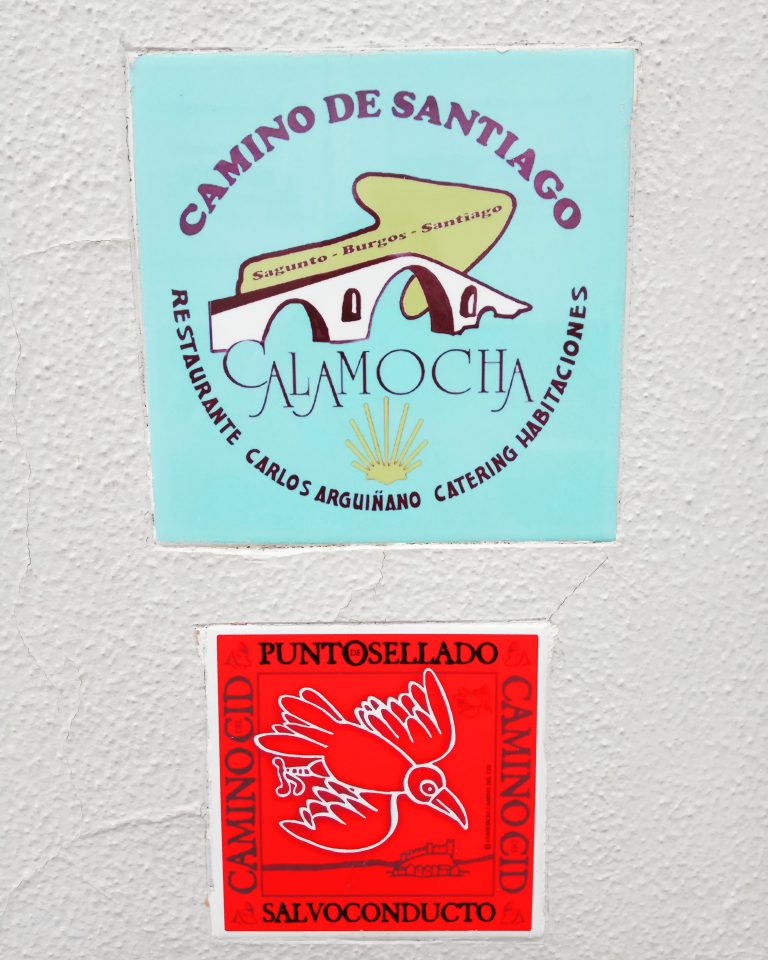 CAMINO DE SANTIAGO
Sagunto - Burgos - Santiago
CALAMOCHA
RESTAURANTE CARLOS ARGUIÑANO CATERING HABITACIONES
PUNTO DE SELLADO
CAMINO DEL CID
CAMINO DEL CID
SALVOCONDUCTO